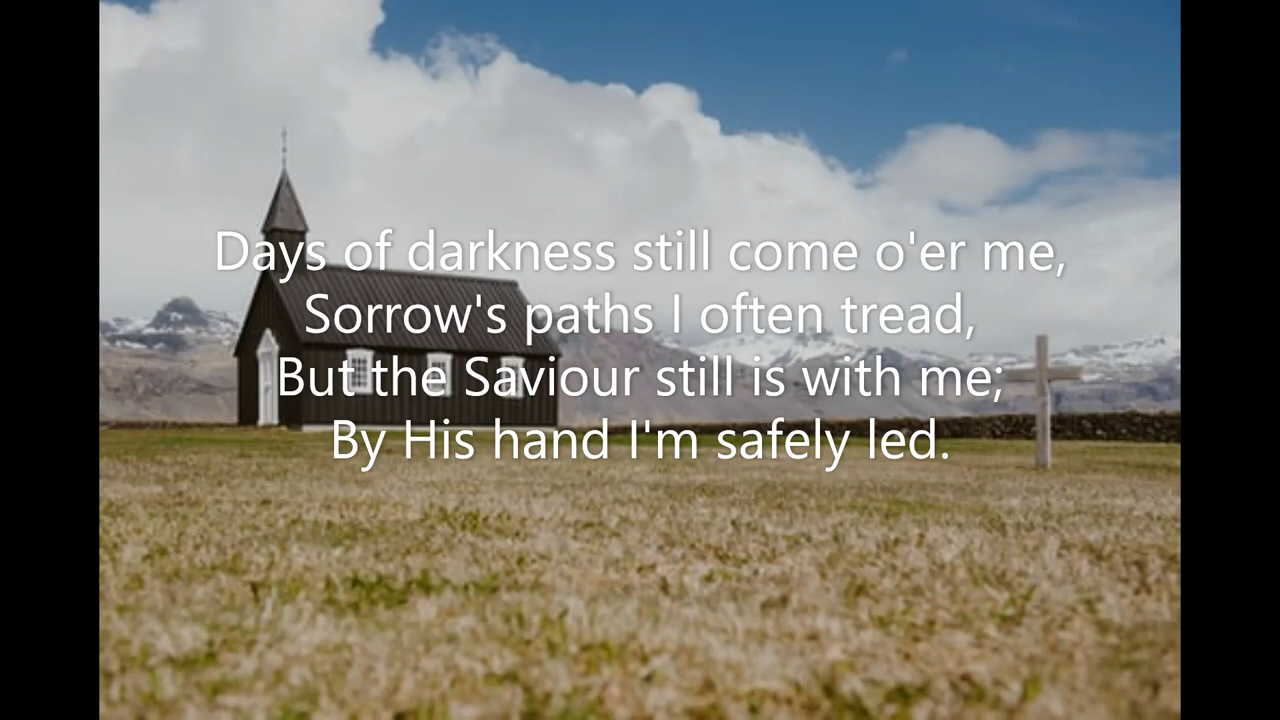 Days of darkness still come o'er me,
Sorrow's paths I often tread,
But the Saviour still is with me;
By His hand I'm safely led.